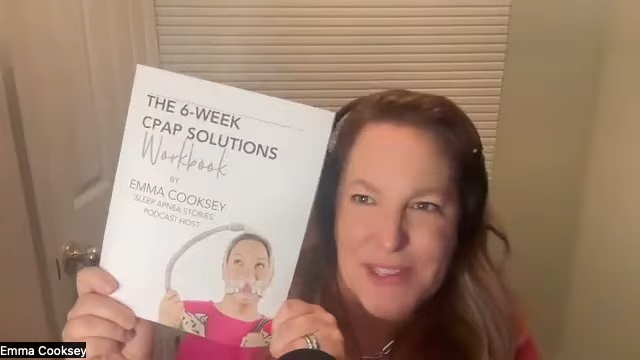 THE 6-WEEK
CPAP SOLUTIONS
Workbook
BY
EMMA COOKSEY
SLEEP APNEA STORIES
PODCAST HOST
Emma Cooksey